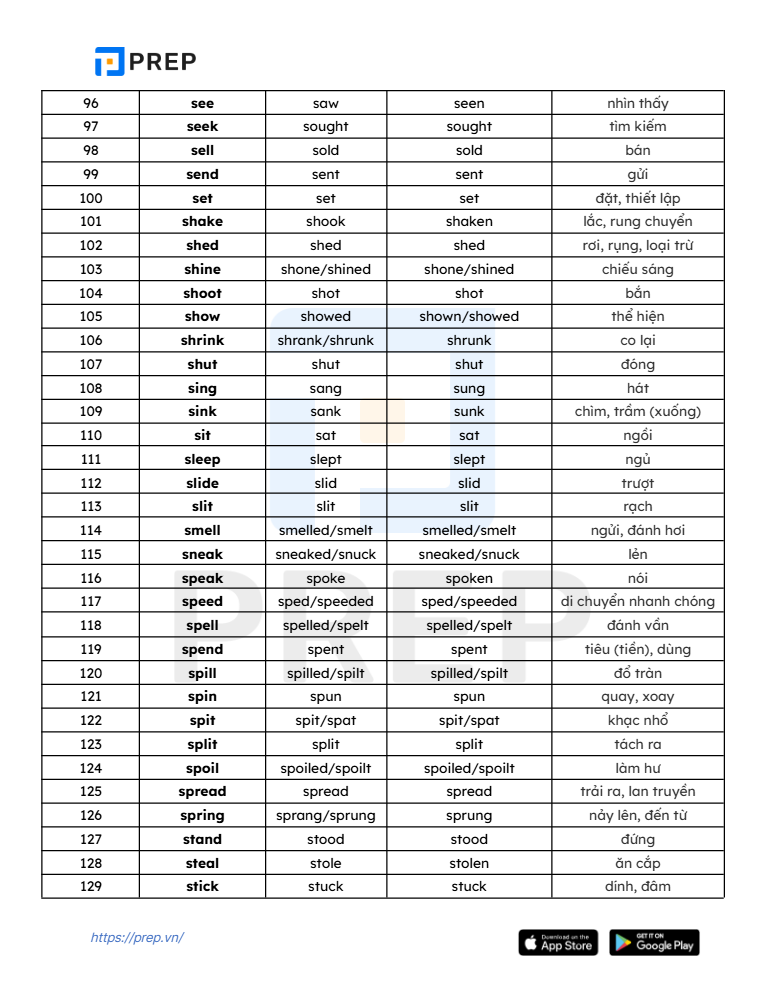 PREP
96 see saw seen nhìn thấy
97 seek sought sought tìm kiếm
98 sell sold sold bán
99 send sent sent gửi
100 set set set đặt, thiết lập
101 shake shook shaken lắc, rung chuyển
102 shed shed shed rơi, rụng, loại trừ
103 shine shone/shined shone/shined chiếu sáng
104 shoot shot shot bắn
105 show showed shown/showed thể hiện
106 shrink shrank/shrunk shrunk co lại
107 shut shut shut đóng
108 sing sang sung hát
109 sink sank sunk chìm, trầm (xuống)
110 sit sat sat ngồi
111 sleep slept slept ngủ
112 slide slid slid trượt
113 slit slit slit rạch
114 smell smelled/smelt smelled/smelt ngửi, đánh hơi
115 sneak sneaked/snuck sneaked/snuck lẻn
116 speak spoke spoken nói
117 speed sped/speeded sped/speeded di chuyển nhanh chóng
118 spell spelled/spelt spelled/spelt đánh vần
119 spend spent spent tiêu (tiền), dùng
120 spill spilled/spilt spilled/spilt đổ tràn
121 spin spun spun quay, xoay
122 spit spit/spat spit/spat khạc nhổ
123 split split split tách ra
124 spoil spoiled/spoilt spoiled/spoilt làm hư
125 spread spread spread trải ra, lan truyền
126 spring sprang/sprung sprung nảy lên, đến từ
127 stand stood stood đứng
128 steal stole stolen ăn cắp
129 stick stuck stuck dính, đâm
PREP
https://prep.vn/
Download on the
App Store
GET IT ON
Google Play